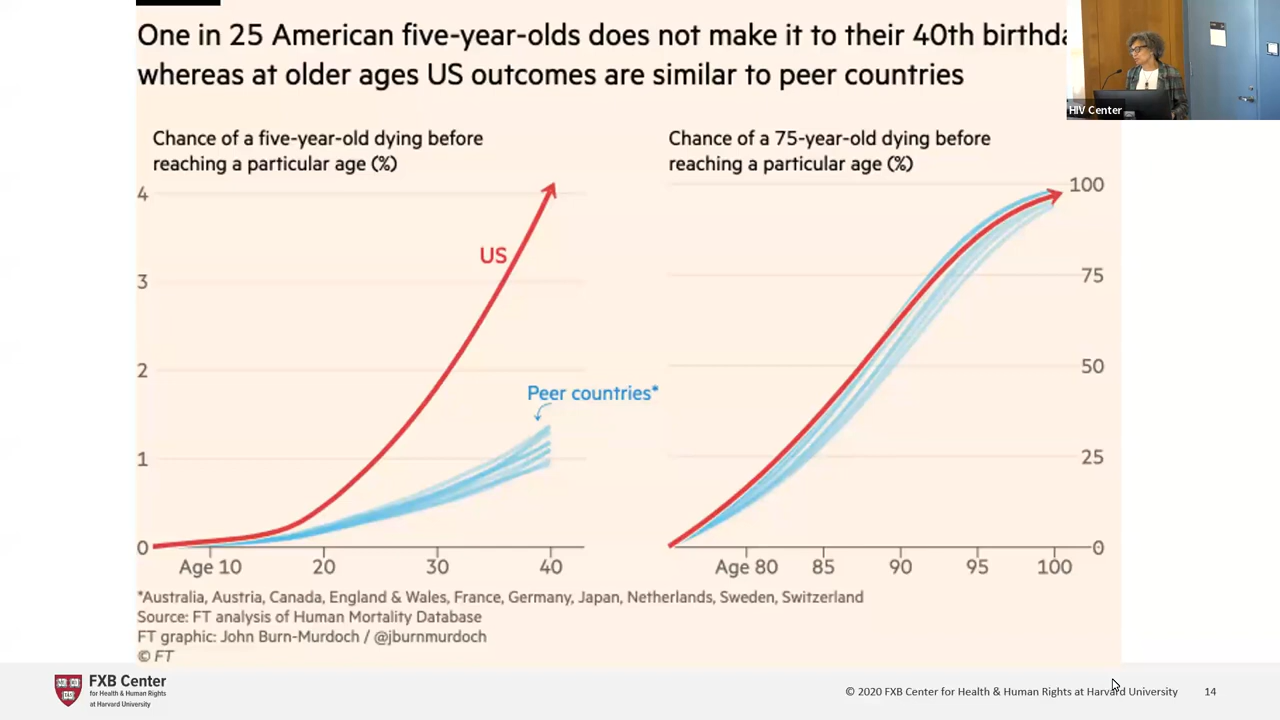 One in 25 American five-year-olds does not make it to their 40th birthda
whereas at older ages US outcomes are similar to peer countries
HIV Center
Chance of a five-year-old dying before
reaching a particular age (%)
4
3
2
1
0
US
Peer countries*
Age 10
20
30
40
Chance of a 75-year-old dying before
reaching a particular age (%)
100
75
50
25
0
Age 80
85
90
95
100
*Australia, Austria, Canada, England & Wales, France, Germany, Japan, Netherlands, Sweden, Switzerland
Source: FT analysis of Human Mortality Database
FT graphic: John Burn-Murdoch / @jburnmurdoch
© FT
FXB Center
for Health & Human Rights
at Harvard University
© 2020 FXB Center for Health & Human Rights at Harvard University
14